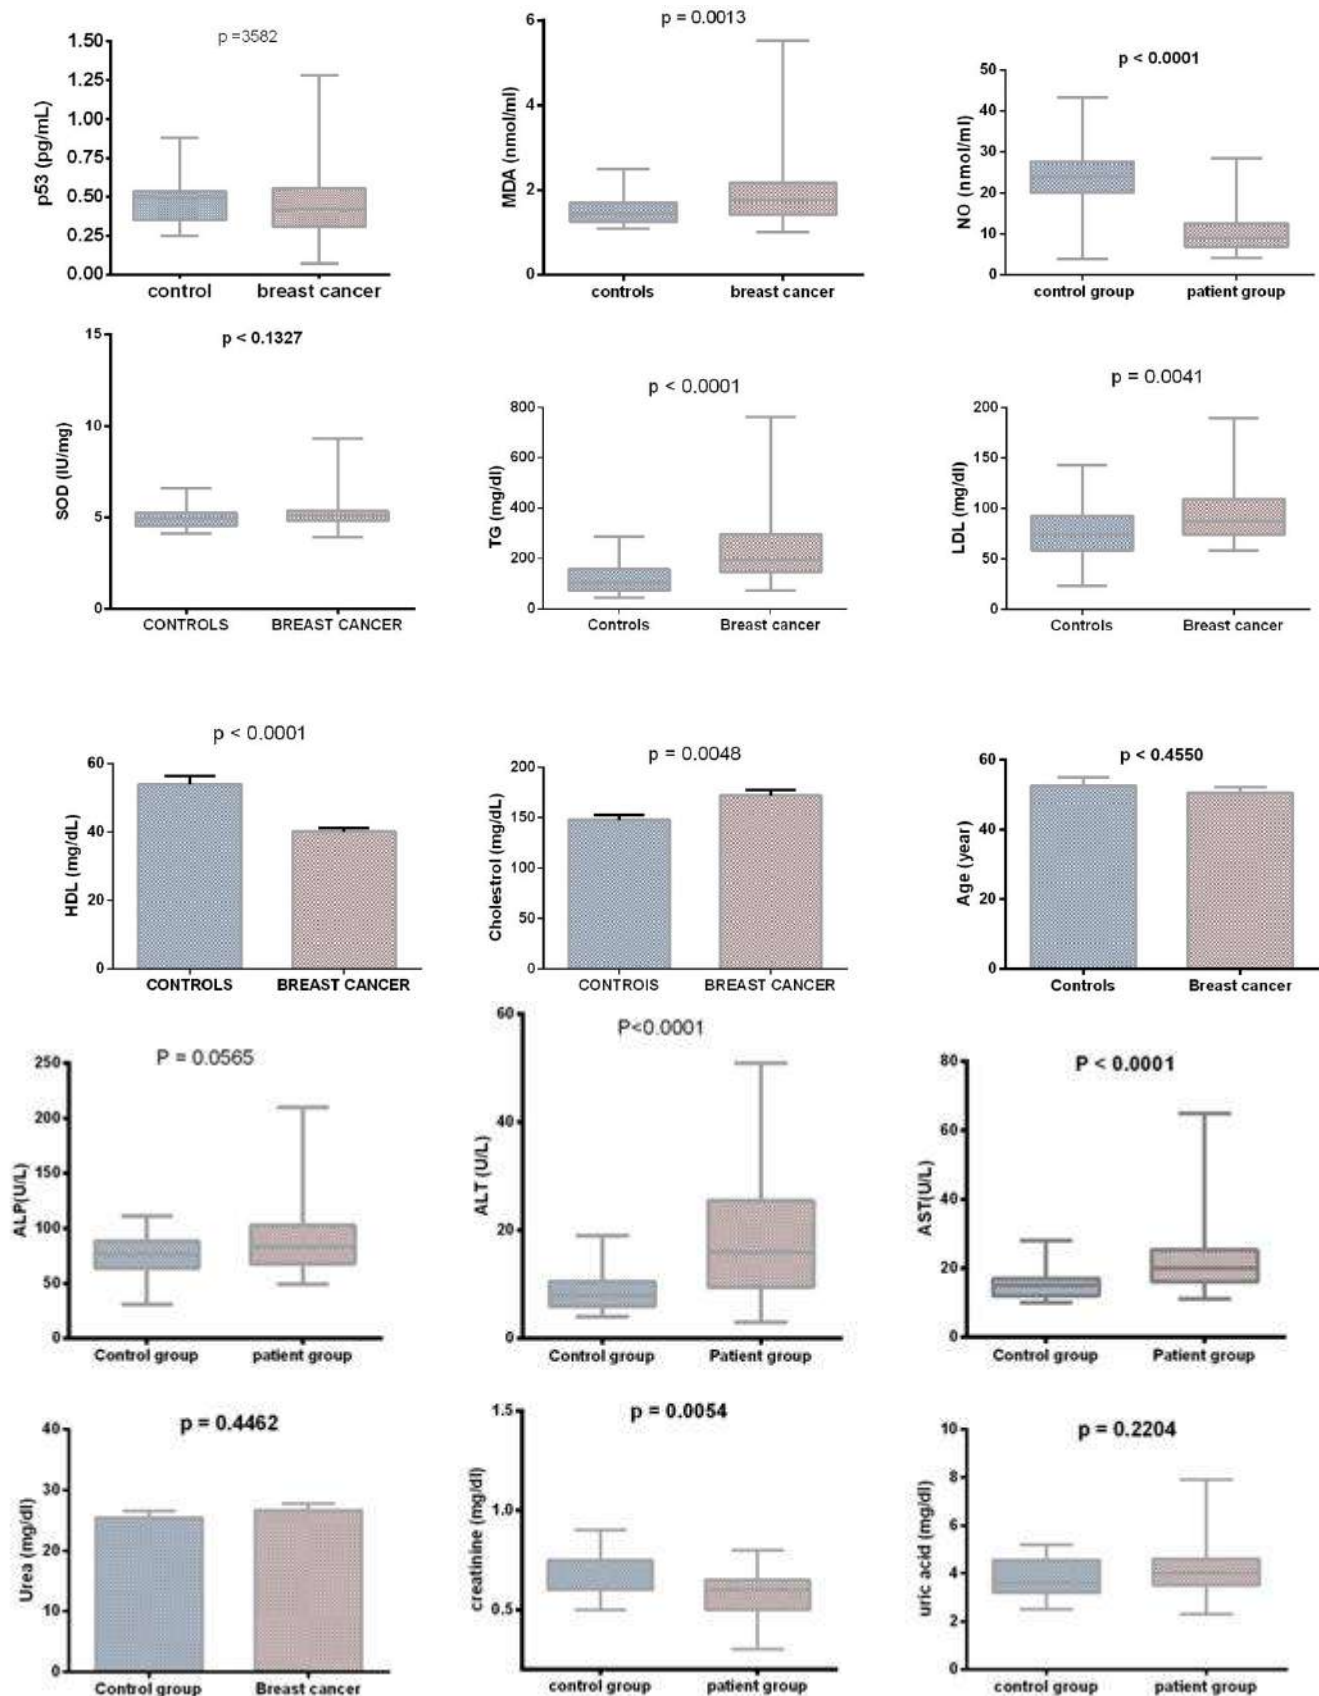 p =3582
p53 (pg/mL)
1.50
1.25
1.00
0.75
0.50
0.25
0.00
control breast cancer
p = 0.0013
MDA (nmol/ml)
6
4
2
0
controls breast cancer
p < 0.0001
NO (nmol/ml)
50
40
30
20
10
0
control group patient group
p < 0.1327
SOD (IU/mg)
15
10
5
0
CONTROLS BREAST CANCER
p < 0.0001
TG (mg/dl)
800
600
400
200
0
Controls Breast cancer
p = 0.0041
LDL (mg/dl)
200
150
100
50
0
Controls Breast cancer
p < 0.0001
HDL (mg/dL)
60
40
20
0
CONTROLS BREAST CANCER
p = 0.0048
Cholestrol (mg/dL)
200
150
100
50
0
CONTROIS BREAST CANCER
p < 0.4550
Age (year)
60
40
20
0
Controls Breast cancer
P = 0.0565
ALP(U/L)
250
200
150
100
50
0
Control group patient group
P<0.0001
ALT (U/L)
60
40
20
0
Control group Patient group
P < 0.0001
AST(U/L)
80
60
40
20
0
Control group Patient group
p = 0.4462
Urea (mg/dl)
40
30
20
10
0
Control group Breast cancer
p = 0.0054
creatinine (mg/dl)
1.5
1.0
0.5
control group patient group
p = 0.2204
uric acid (mg/dl)
10
8
6
4
2
0
control group patient group